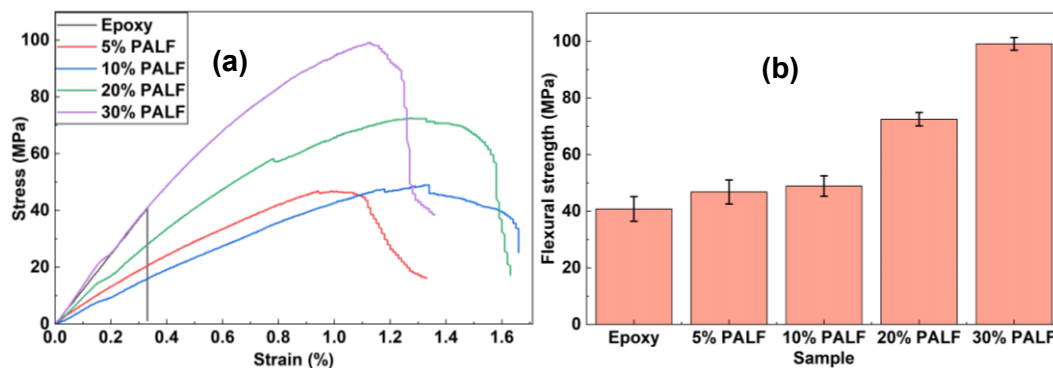 Epoxy
5% PALF
10% PALF
20% PALF
30% PALF
(a)
100
80
60
40
20
0
Stress (MPa)
0.0 0.2 0.4 0.6 0.8 1.0 1.2 1.4 1.6
Strain (%)
(b)
100
80
60
40
20
0
Flexural strength (MPa)
Epoxy 5% PALF 10% PALF 20% PALF 30% PALF
Sample